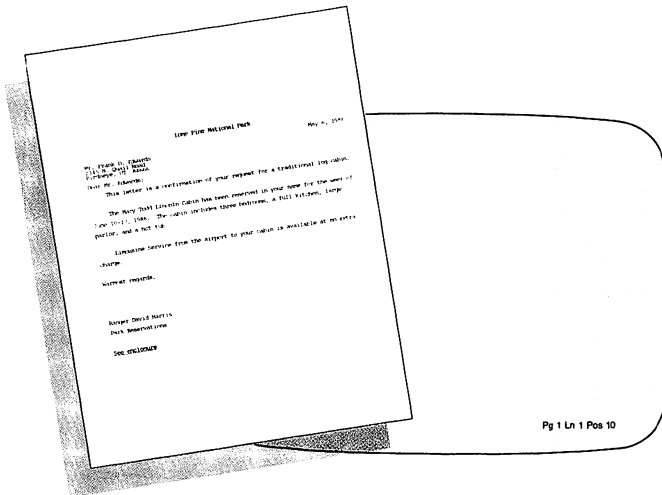 Lone Pine National Park
May 6,
Mr. Frank D. Edwards
Road
Dear Mr. Edwards:
This letter is a confirmation of your request for a traditional log cabin.
The Mary Todd Lincoln Cabin has been reserved in your name for the week of
June 10-17, 1986. The cabin includes three bedrooms, a full kitchen, large
parlor, and a hot tub.
Limousine Service from the airport to your cabin is available at no extra
charge.
Warmest regards,
Ranger David Harris
Park Reservations
See enclosure
Pg 1 Ln 1 Pos 10